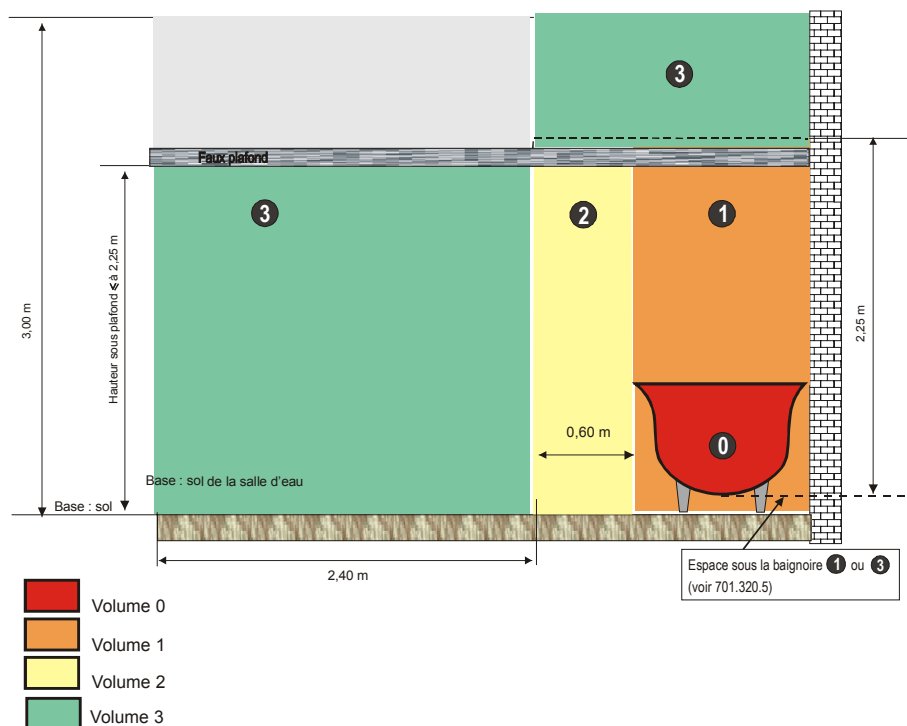 3
Faux plafond
3
2
1
3,00 m
Hauteur sous plafond ⩽ à 2,25 m
2,25 m
0,60 m
0
Base : sol de la salle d’eau
Base : sol
2,40 m
Espace sous la baignoire 1 ou 3
(voir 701.320.5)
Volume 0
Volume 1
Volume 2
Volume 3